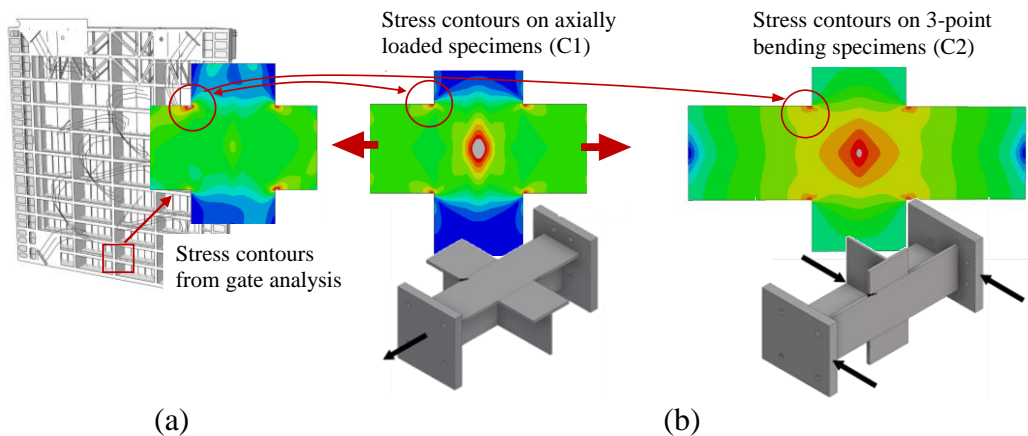 Stress contours on axially
loaded specimens (C1)
Stress contours on 3-point
bending specimens (C2)
Stress contours
from gate analysis
(a)
(b)